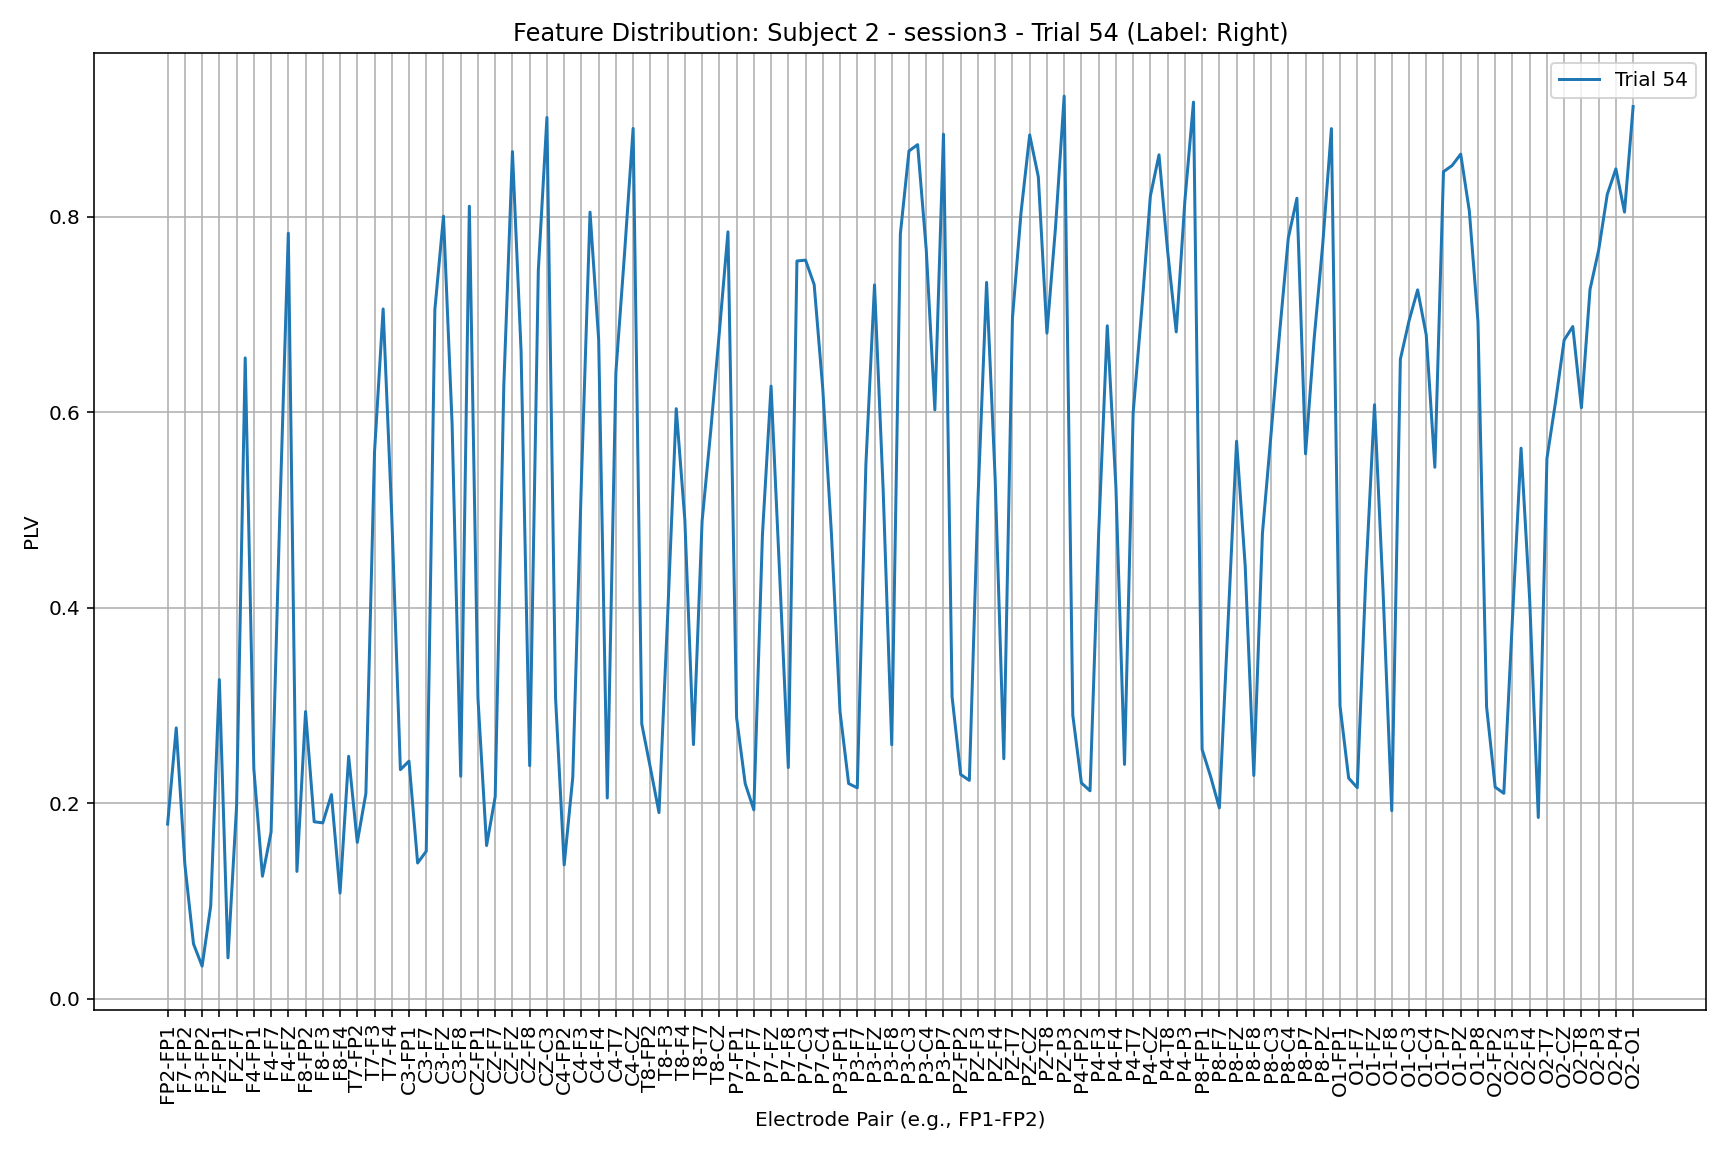 Feature Distribution: Subject 2 - session3 - Trial 54 (Label: Right)
Trial 54
PLV
0.8
0.6
0.4
0.2
0.0
FP2-FP1
F7-FP2
F3-FP2
FZ-FP1
FZ-F7
F4-FP1
F4-F7
F4-FZ
F8-FP2
F8-F3
F8-F4
T7-FP2
T7-F3
T7-F4
C3-FP1
C3-F7
C3-FZ
C3-F8
CZ-FP1
CZ-F7
CZ-FZ
CZ-F8
CZ-C3
C4-FP2
C4-F3
C4-F4
C4-T7
C4-CZ
T8-FP2
T8-F3
T8-F4
T8-T7
T8-CZ
P7-FP1
P7-F7
P7-FZ
P7-F8
P7-C3
P7-C4
P3-FP1
P3-F7
P3-FZ
P3-F8
P3-C3
P3-C4
P3-P7
PZ-FP2
PZ-F3
PZ-F4
PZ-T7
PZ-CZ
PZ-T8
PZ-P3
P4-FP2
P4-F3
P4-F4
P4-T7
P4-CZ
P4-T8
P4-P3
P8-FP1
P8-F7
P8-FZ
P8-F8
P8-C3
P8-C4
P8-P7
P8-PZ
O1-FP1
O1-F7
O1-FZ
O1-F8
O1-C3
O1-C4
O1-P7
O1-PZ
O1-P8
O2-FP2
O2-F3
O2-F4
O2-T7
O2-CZ
O2-T8
O2-P3
O2-P4
O2-O1
Electrode Pair (e.g., FP1-FP2)